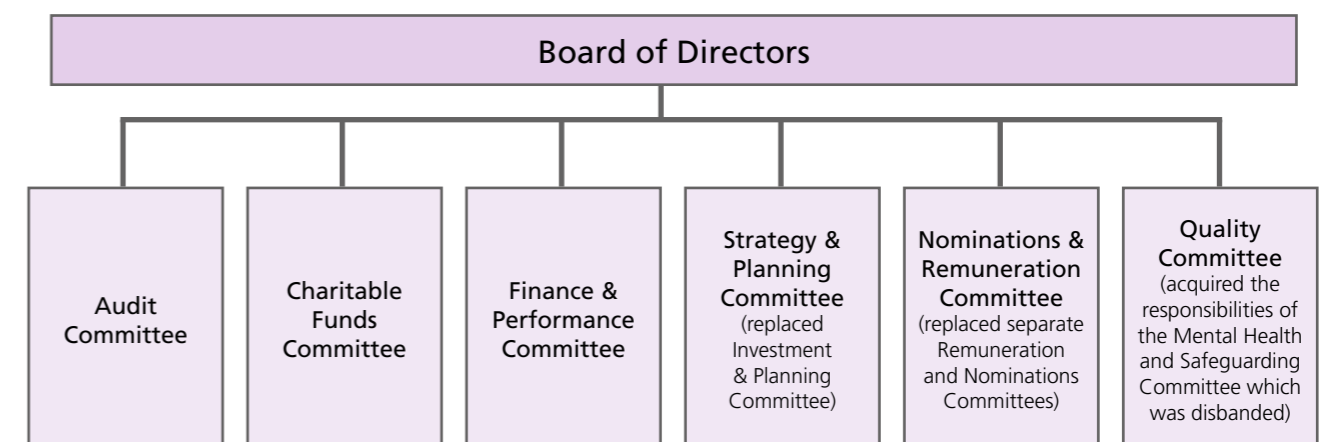 Board of Directors
Audit
Committee
Charitable
Funds
Committee
Finance &
Performance
Committee
Strategy &
Planning
Committee
(replaced
Investment
& Planning
Committee)
Nominations &
Remuneration
Committee
(replaced separate
Remuneration
and Nominations
Committees)
Quality
Committee
(acquired the
responsibilities of
the Mental Health
and Safeguarding
Committee which
was disbanded)